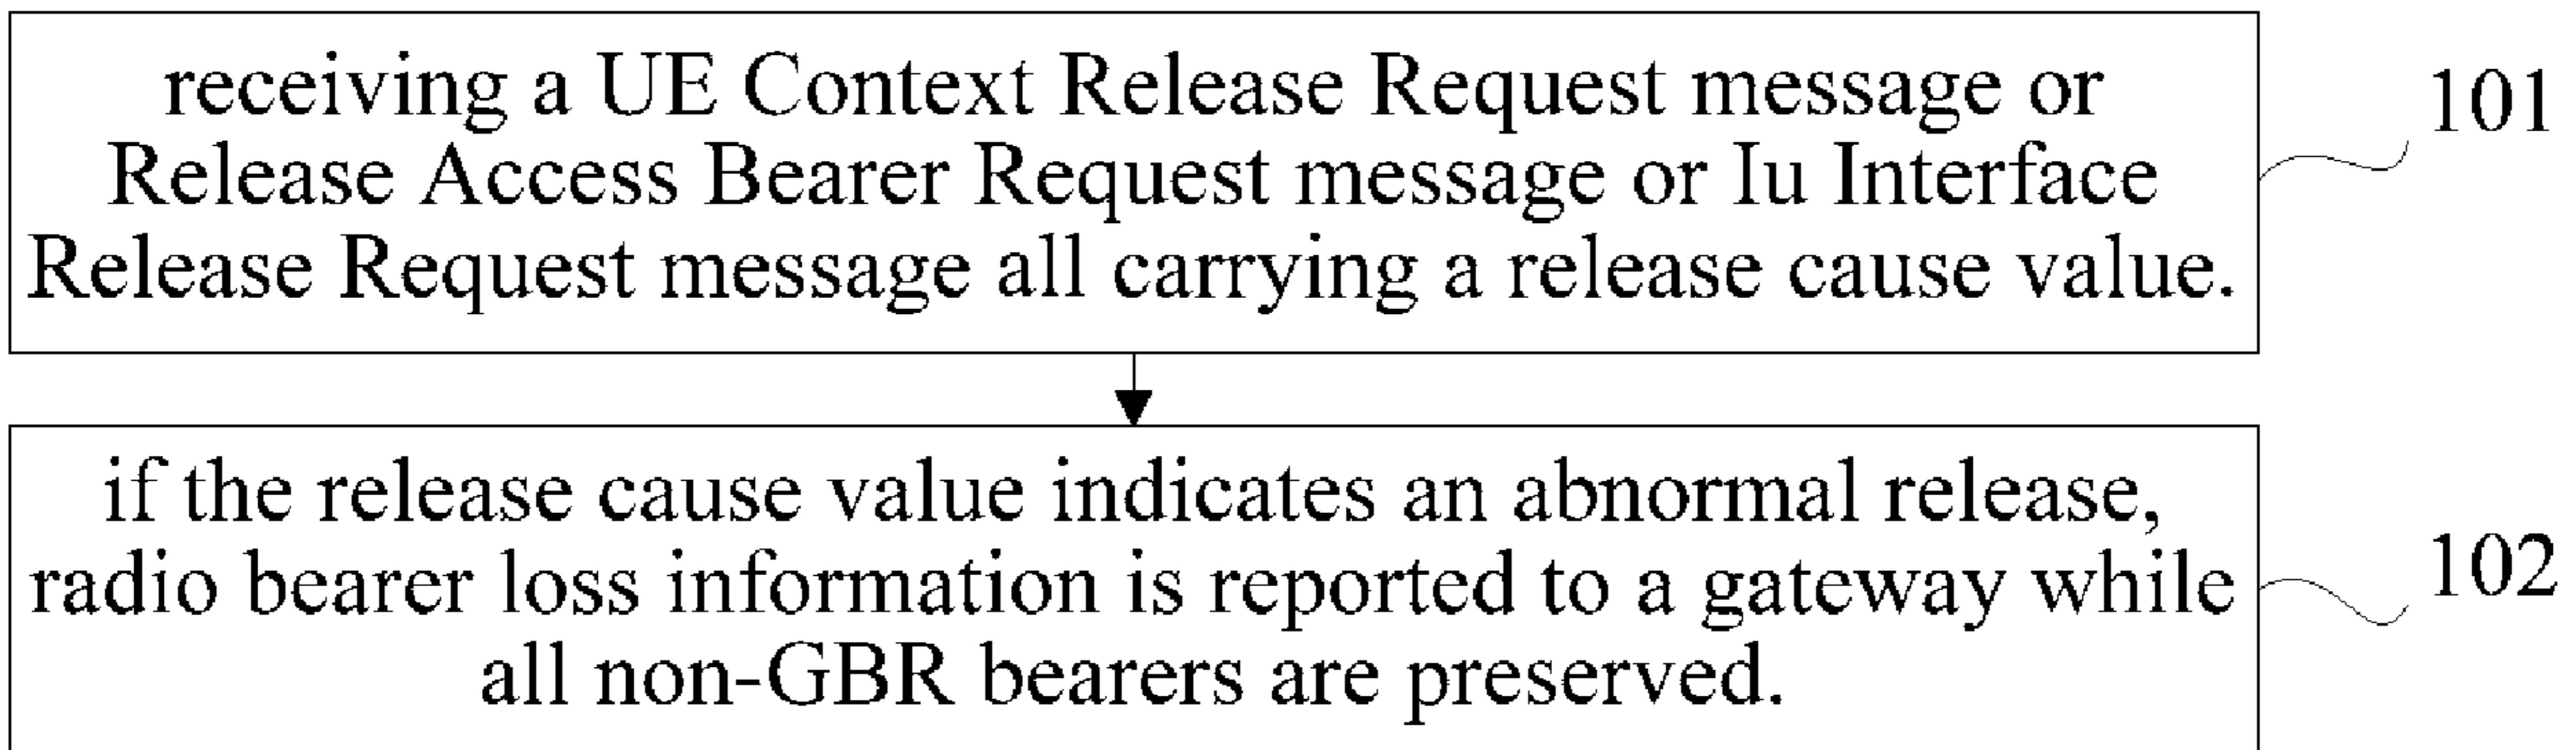 receiving a UE Context Release Request message or
Release Access Bearer Request message or Iu Interface
Release Request message all carrying a release cause value.
101
if the release cause value indicates an abnormal release,
radio bearer loss information is reported to a gateway while
all non-GBR bearers are preserved.
102